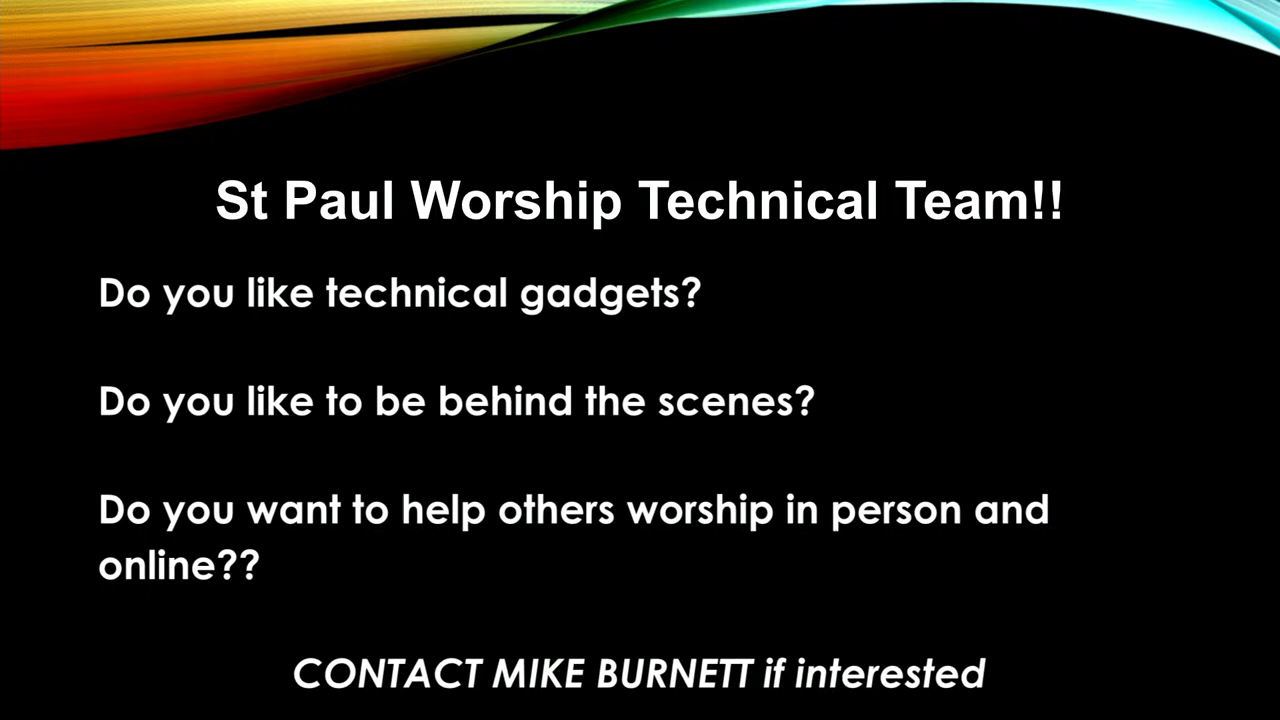 St Paul Worship Technical Team!!
Do you like technical gadgets?
Do you like to be behind the scenes?
Do you want to help others worship in person and
online??
CONTACT MIKE BURNETT if interested